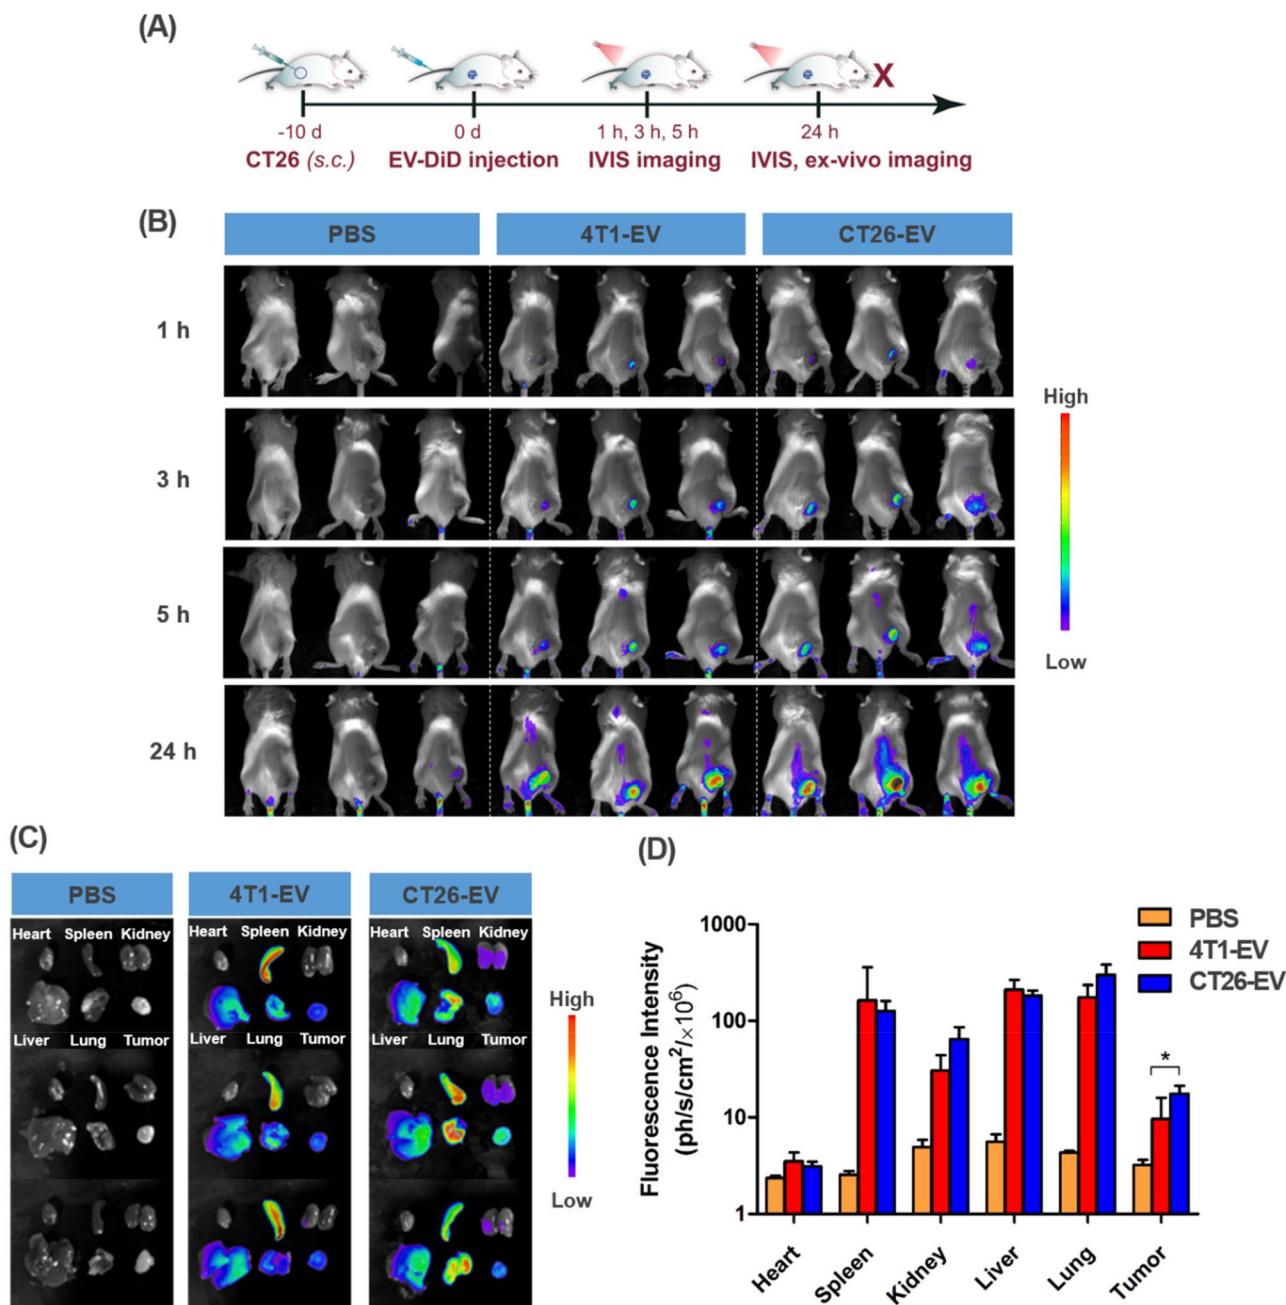 (A)
X
-10 d
0 d
1 h, 3 h, 5 h
24 h
CT26 (s.c.)
EV-DiD injection
IVIS imaging
IVIS, ex-vivo imaging
(B)
PBS
4T1-EV
CT26-EV
1 h
3 h
5 h
24 h
High
Low
(C)
PBS
4T1-EV
CT26-EV
Heart Spleen Kidney
Heart Spleen Kidney
Heart Spleen Kidney
Liver Lung Tumor
Liver Lung Tumor
Liver Lung Tumor
High
Low
(D)
Fluorescence Intensity
(ph/s/cm²/×10⁶)
1000
100
10
1
PBS
4T1-EV
CT26-EV
*
Heart
Spleen
Kidney
Liver
Lung
Tumor